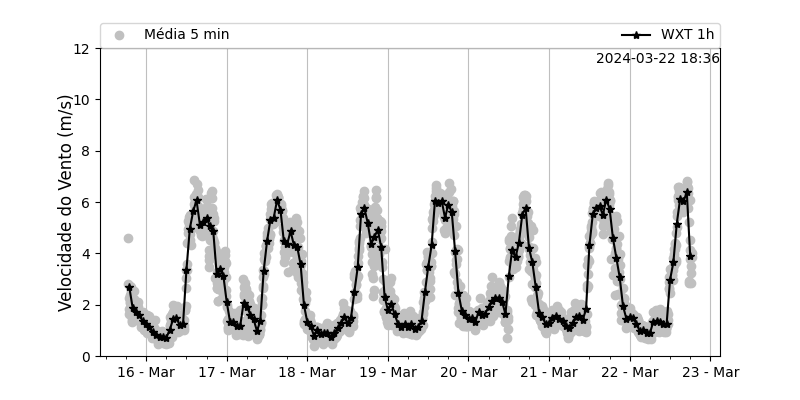 Média 5 min
WXT 1h
2024-03-22 18:36
Velocidade do Vento (m/s)
12
10
8
6
4
2
0
16 - Mar
17 - Mar
18 - Mar
19 - Mar
20 - Mar
21 - Mar
22 - Mar
23 - Mar